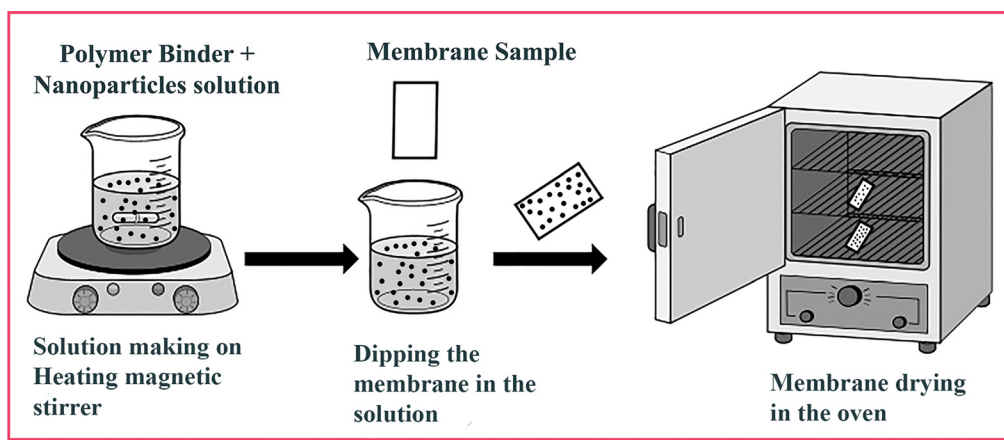 Polymer Binder +
Nanoparticles solution
Membrane Sample
Solution making on
Heating magnetic
stirrer
Dipping the
membrane in the
solution
Membrane drying
in the oven